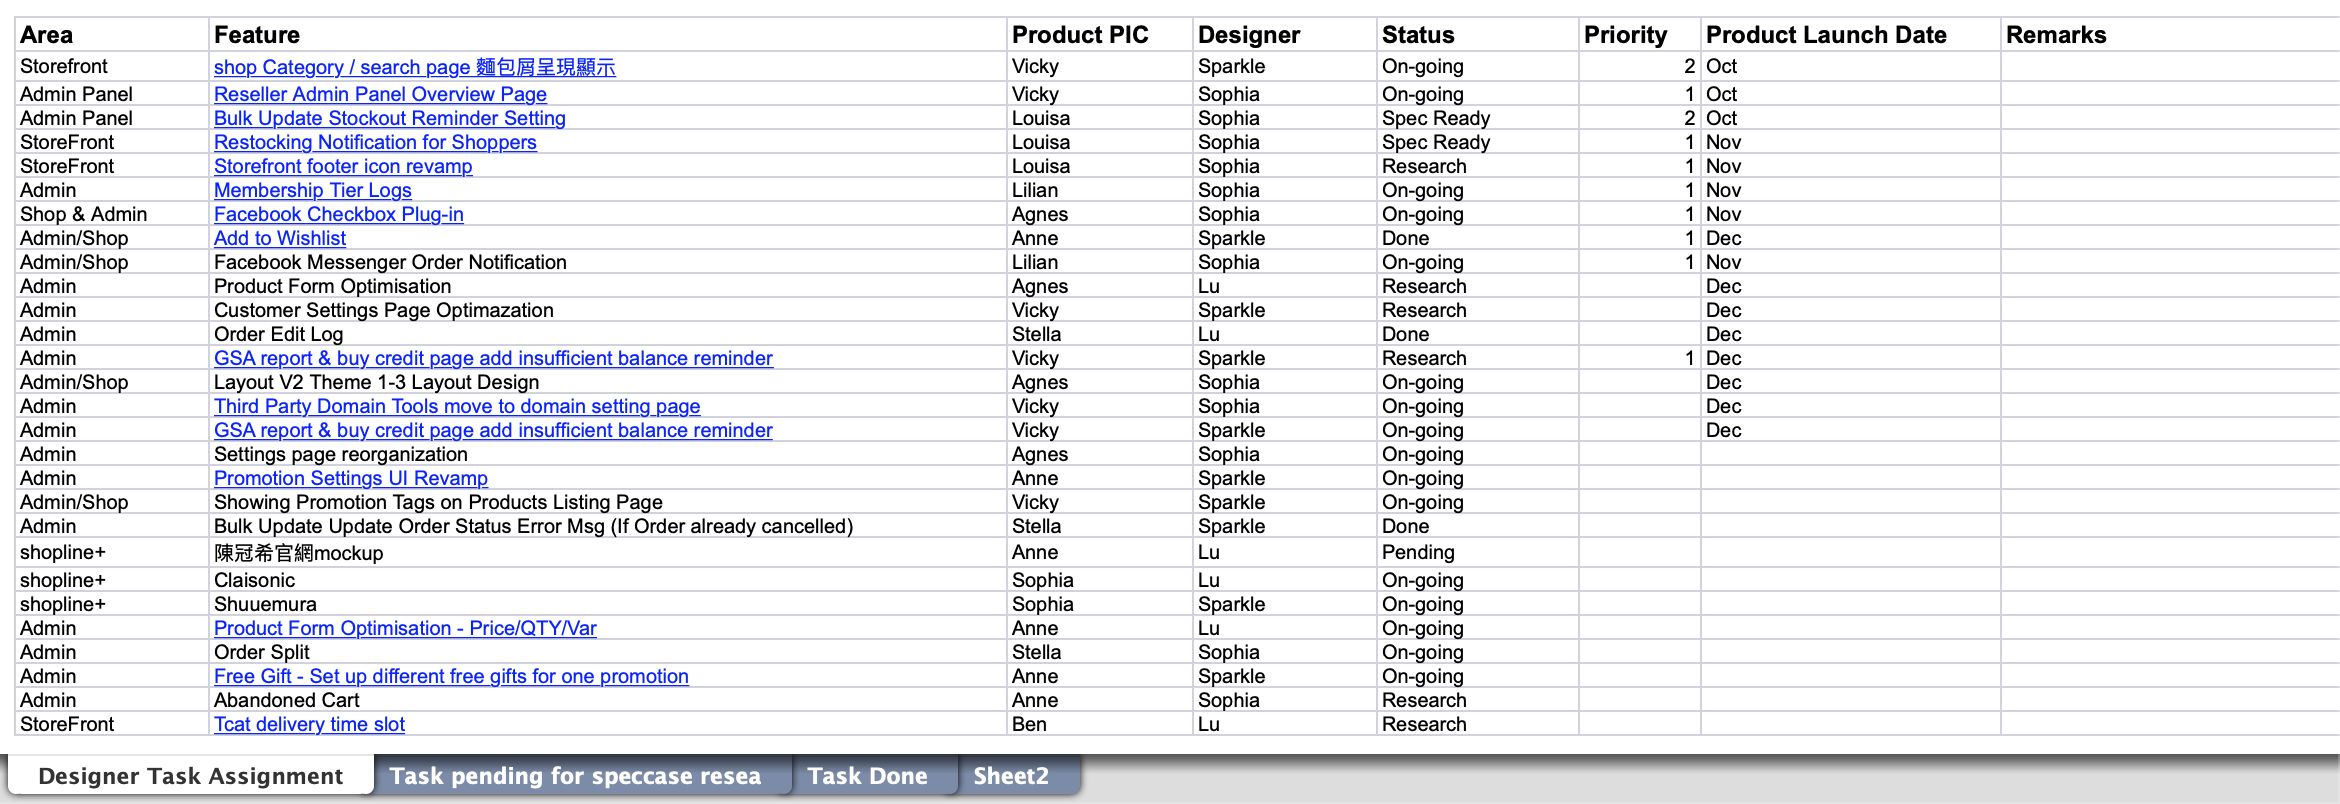 Area Feature Product PIC Designer Status Priority Product Launch Date Remarks
Storefront shop Category / search page 麵包屑呈現顯示 Vicky Sparkle On-going 2 Oct
Admin Panel Reseller Admin Panel Overview Page Vicky Sophia On-going 1 Oct
Admin Panel Bulk Update Stockout Reminder Setting Louisa Sophia Spec Ready 2 Oct
StoreFront Restocking Notification for Shoppers Louisa Sophia Spec Ready 1 Nov
StoreFront Storefront footer icon revamp Louisa Sophia Research 1 Nov
Admin Membership Tier Logs Lilian Sophia On-going 1 Nov
Shop & Admin Facebook Checkbox Plug-in Agnes Sophia On-going 1 Nov
Admin/Shop Add to Wishlist Anne Sparkle Done 1 Dec
Admin/Shop Facebook Messenger Order Notification Lilian Sophia On-going 1 Nov
Admin Product Form Optimisation Agnes Lu Research Dec
Admin Customer Settings Page Optimazation Vicky Sparkle Research Dec
Admin Order Edit Log Stella Lu Done Dec
Admin GSA report & buy credit page add insufficient balance reminder Vicky Sparkle Research 1 Dec
Admin/Shop Layout V2 Theme 1-3 Layout Design Agnes Sophia On-going Dec
Admin Third Party Domain Tools move to domain setting page Vicky Sophia On-going Dec
Admin GSA report & buy credit page add insufficient balance reminder Vicky Sparkle On-going Dec
Admin Settings page reorganization Agnes Sophia On-going
Admin Promotion Settings UI Revamp Anne Sparkle On-going
Admin/Shop Showing Promotion Tags on Products Listing Page Vicky Sparkle On-going
Admin Bulk Update Update Order Status Error Msg (If Order already cancelled) Stella Sparkle Done
shopline+ 陳冠希官網mockup Anne Lu Pending
shopline+ Claisonic Sophia Lu On-going
shopline+ Shuuemura Sophia Sparkle On-going
Admin Product Form Optimisation - Price/QTY/Var Anne Lu On-going
Admin Order Split Stella Sophia On-going
Admin Free Gift - Set up different free gifts for one promotion Anne Sparkle On-going
Admin Abandoned Cart Anne Sophia Research
StoreFront Tcat delivery time slot Ben Lu Research
Designer Task Assignment Task pending for speccase resea Task Done Sheet2